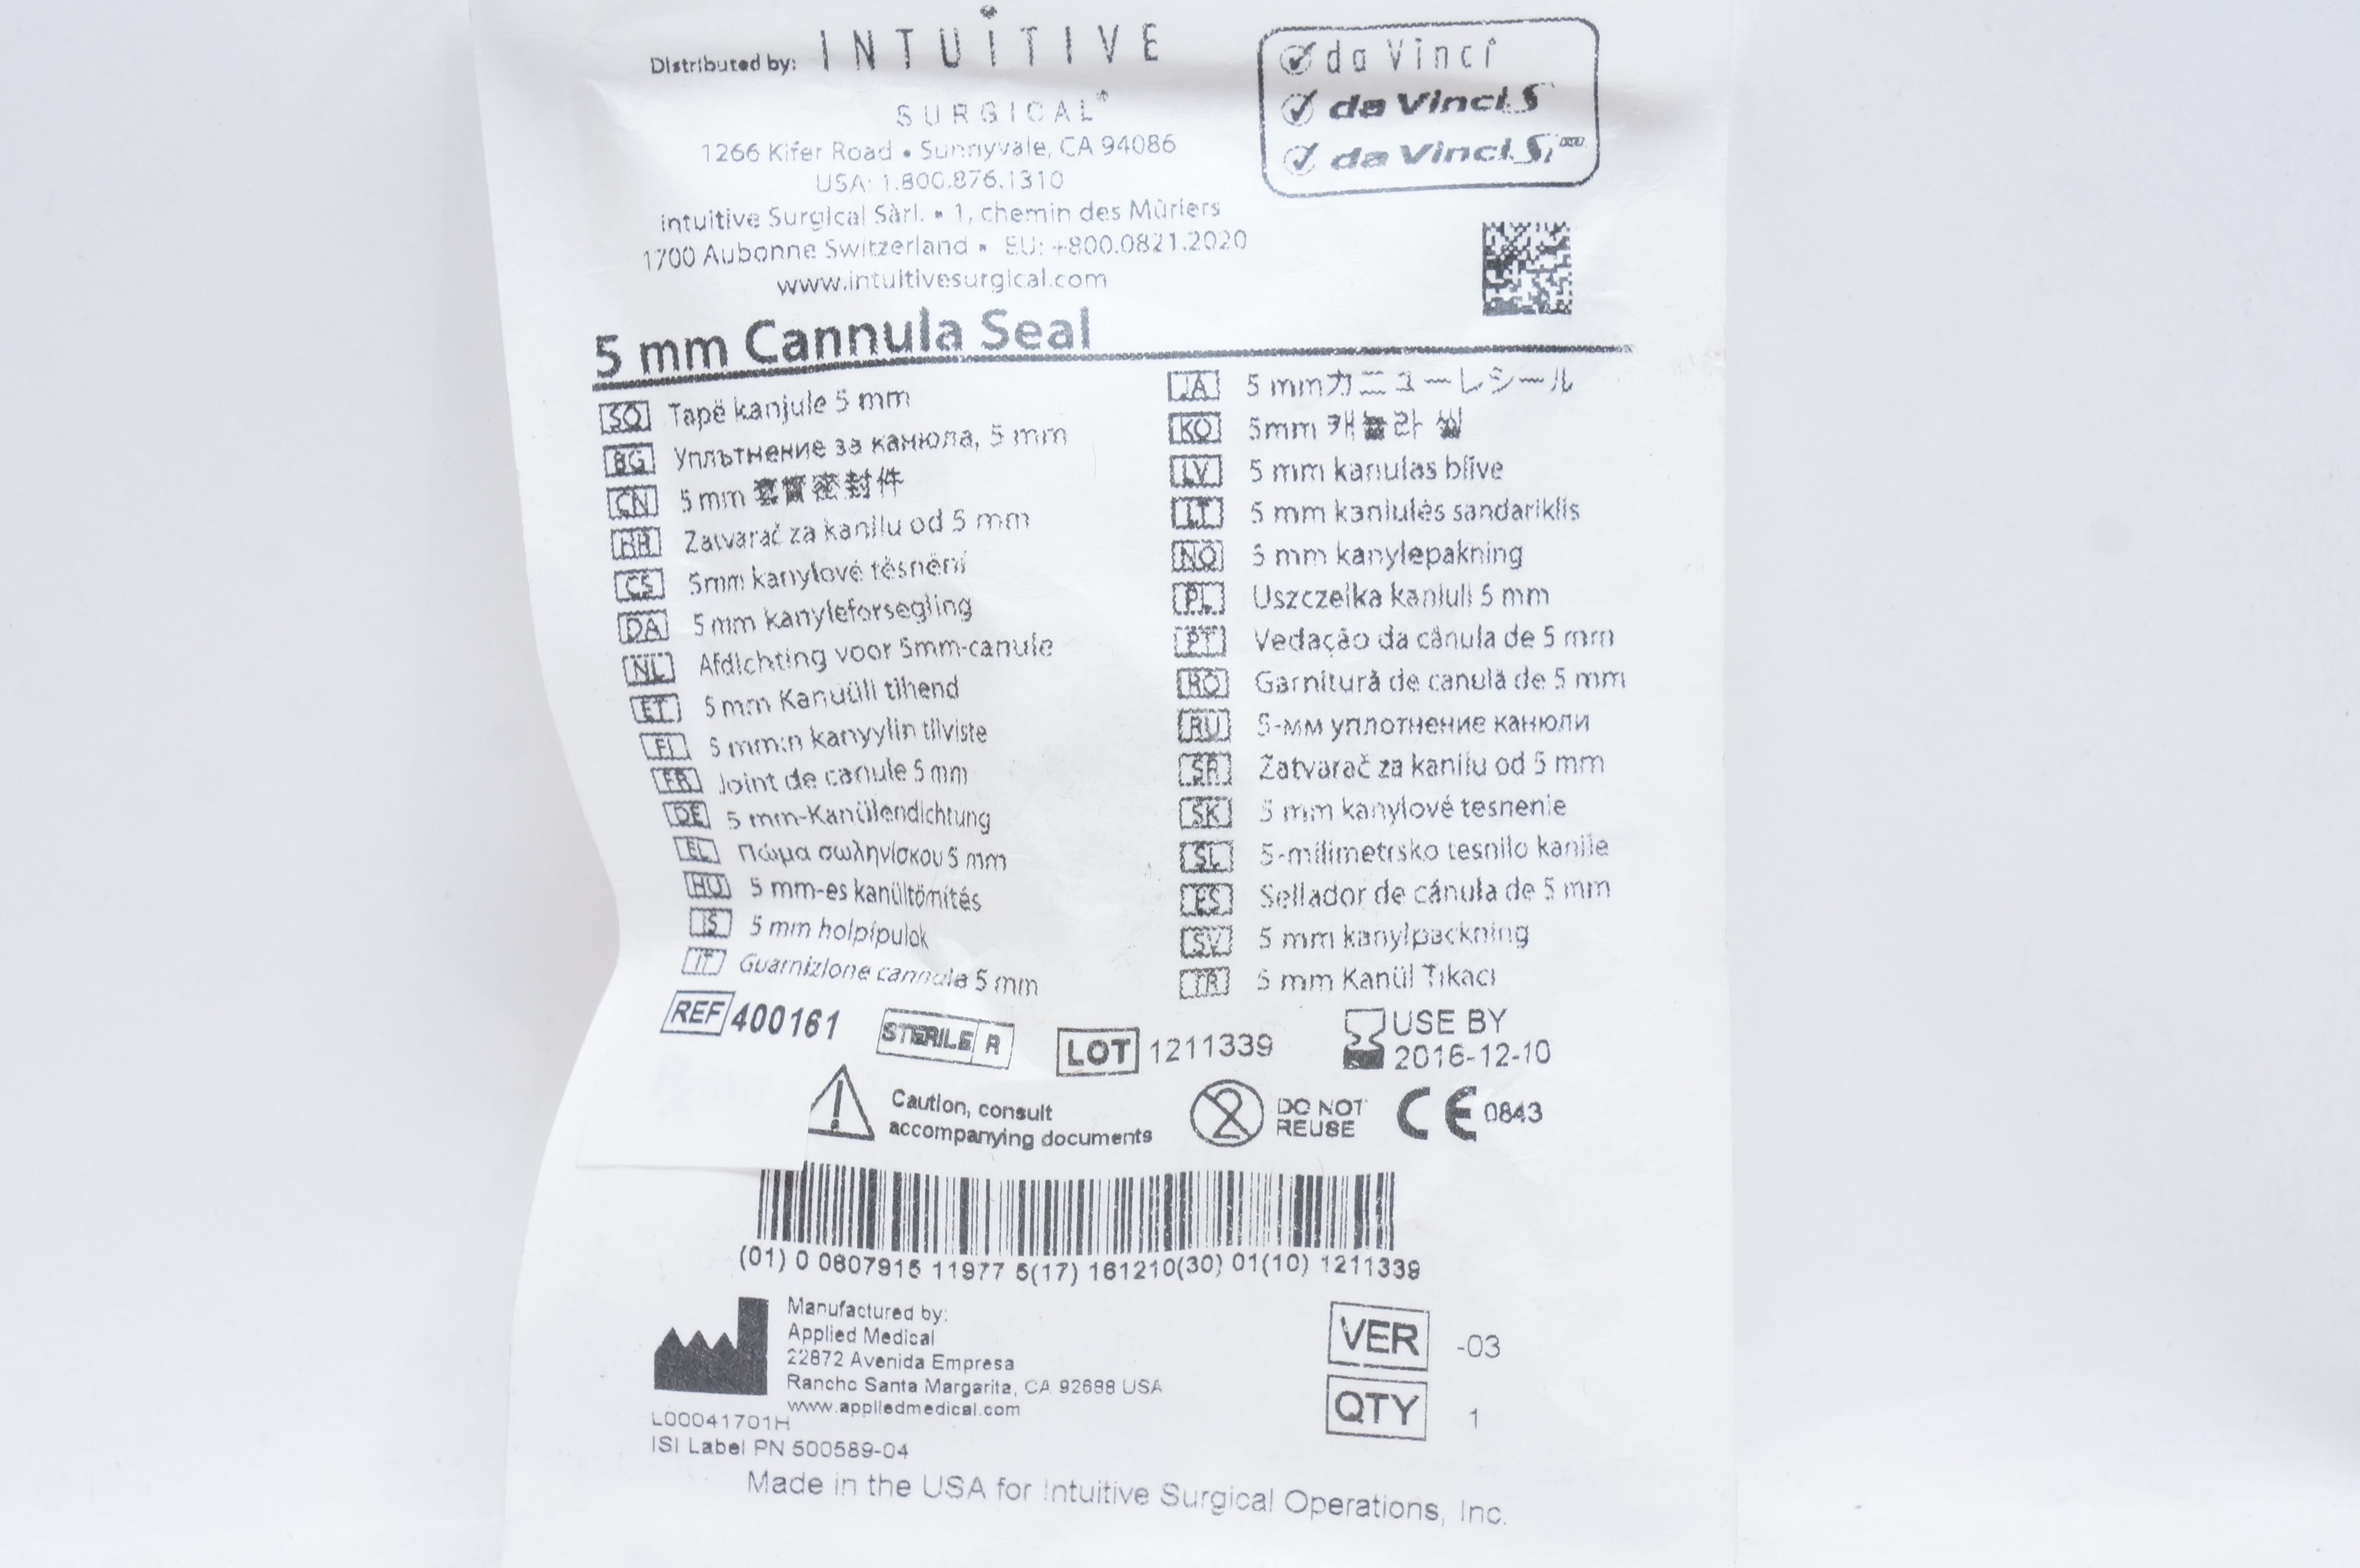 Distributed by: INTUITIVE
SURGICAL®
1266 Kifer Road • Sunnyvale, CA 94086
USA: 1.800.876.1310
Intuitive Surgical Sàrl. • 1, chemin des Mûriers
1700 Aubonne Switzerland • EU: +800.0821.2020
www.intuitivesurgical.com
da Vinci
da Vinci S
da Vinci Si
5 mm Cannula Seal
SQ Tapë kanjule 5 mm
BG Уплътнение за канюла, 5 mm
CN 5 mm 套管密封件
HR Zatvarač za kanilu od 5 mm
CS 5mm kanylové těsnění
DA 5 mm kanyleforsegling
NL Afdichting voor 5mm-canule
ET 5 mm Kanüüli tihend
FI 5 mm:n kanyylin tiiviste
FR Joint de canule 5 mm
DE 5 mm-Kanülendichtung
EL Πώμα σωληνίσκου 5 mm
HU 5 mm-es kanültömítés
IS 5 mm holpípulok
IT Guarnizione cannula 5 mm
JA 5 mmカニューレシール
KO 5mm 캐뉼라 씰
LV 5 mm kanulas blīve
LT 5 mm kaniulės sandariklis
NO 5 mm kanylepakning
PL Uszczelka kaniuli 5 mm
PT Vedação da cânula de 5 mm
RO Garnitură de canulă de 5 mm
RU 5-мм уплотнение канюли
SR Zatvarač za kanilu od 5 mm
SK 5 mm kanylové tesnenie
SL 5-milimetrsko tesnilo kanile
ES Sellador de cánula de 5 mm
SV 5 mm kanylpackning
TR 5 mm Kanül Tıkacı
REF 400161 STERILE R LOT 1211339 USE BY
2016-12-10
Caution, consult
accompanying documents
DO NOT
REUSE
CE 0843
(01) 0 0807915 11977 5(17) 161210(30) 01(10) 1211339
Manufactured by:
Applied Medical
22872 Avenida Empresa
Rancho Santa Margarita, CA 92688 USA
www.appliedmedical.com
VER -03
QTY 1
L00041701H
ISI Label PN 500589-04
Made in the USA for Intuitive Surgical Operations, Inc.